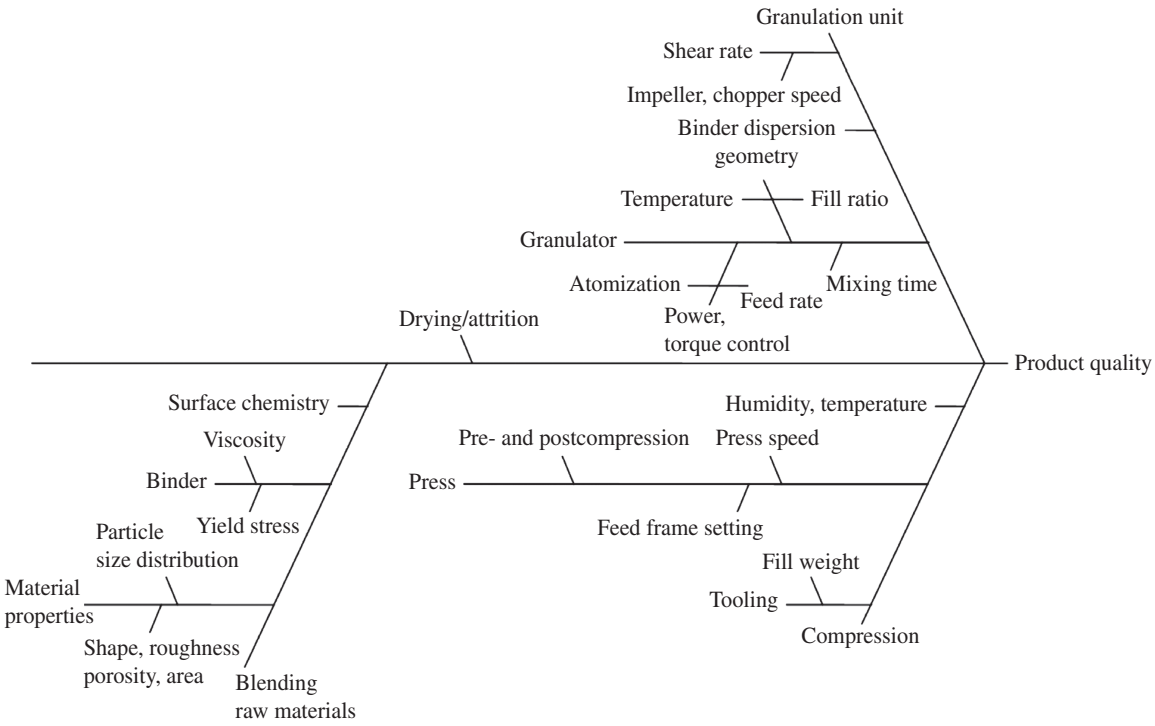 Granulation unit
Shear rate
Impeller, chopper speed
Binder dispersion
geometry
Temperature
Fill ratio
Granulator
Atomization
Feed rate
Mixing time
Power,
torque control
Drying/attrition
Product quality
Surface chemistry
Humidity, temperature
Viscosity
Pre- and postcompression
Press speed
Binder
Press
Yield stress
Feed frame setting
Particle
size distribution
Fill weight
Material
properties
Tooling
Shape, roughness
porosity, area
Compression
Blending
raw materials